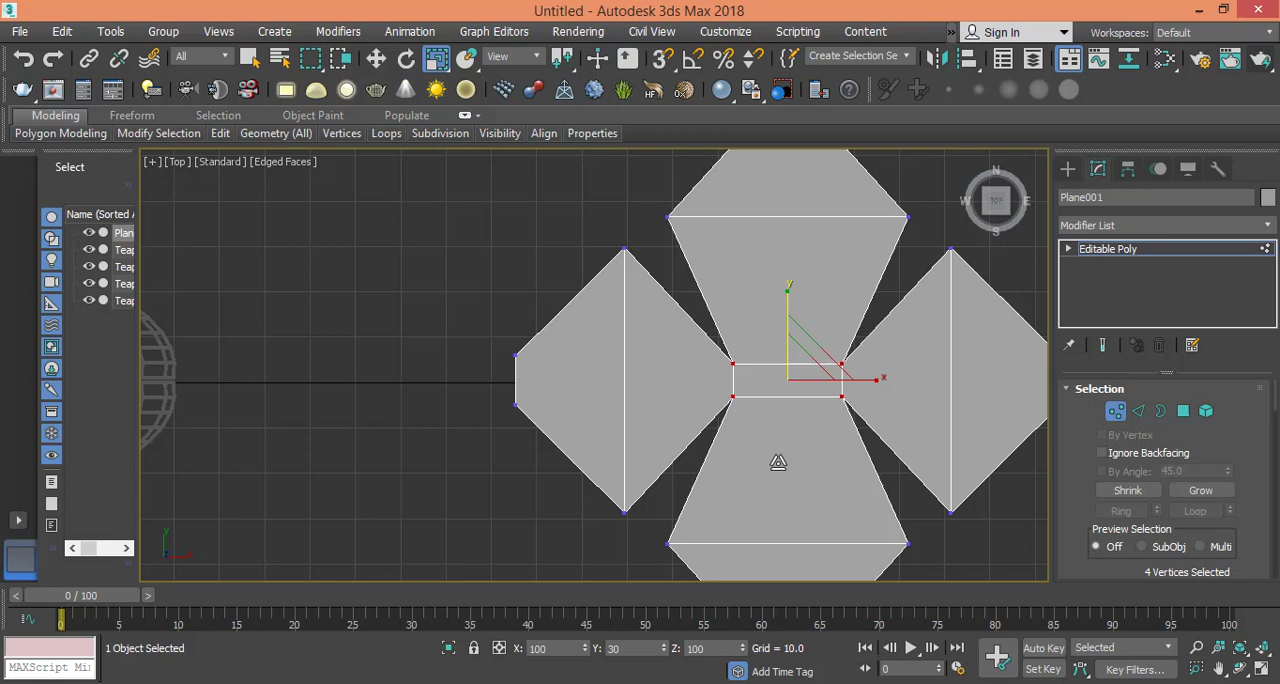 Untitled - Autodesk 3ds Max 2018
File Edit Tools Group Views Create Modifiers Animation Graph Editors Rendering Civil View Customize Scripting Content Sign In Workspaces: Default
All View Create Selection Se
Modeling Freeform Selection Object Paint Populate
Polygon Modeling Modify Selection Edit Geometry (All) Vertices Loops Subdivision Visibility Align Properties
Select
[+] [Top] [Standard] [Edged Faces]
N
W TOP E
S
Plane001
Modifier List
Editable Poly
Name (Sorted A
Plan
Teap
Teap
Teap
Teap
y
x
y
Selection
By Vertex
Ignore Backfacing
By Angle: 45.0
Shrink Grow
Ring Loop
Preview Selection
Off SubObj Multi
4 Vertices Selected
< 0 / 100 >
0 5 10 15 20 25 30 35 40 45 50 55 60 65 70 75 80 85 90 95 100
1 Object Selected X: 100 Y: 30 Z: 100 Grid = 10.0 Auto Key Selected
MAXScript Mi Add Time Tag 0 Set Key Key Filters...